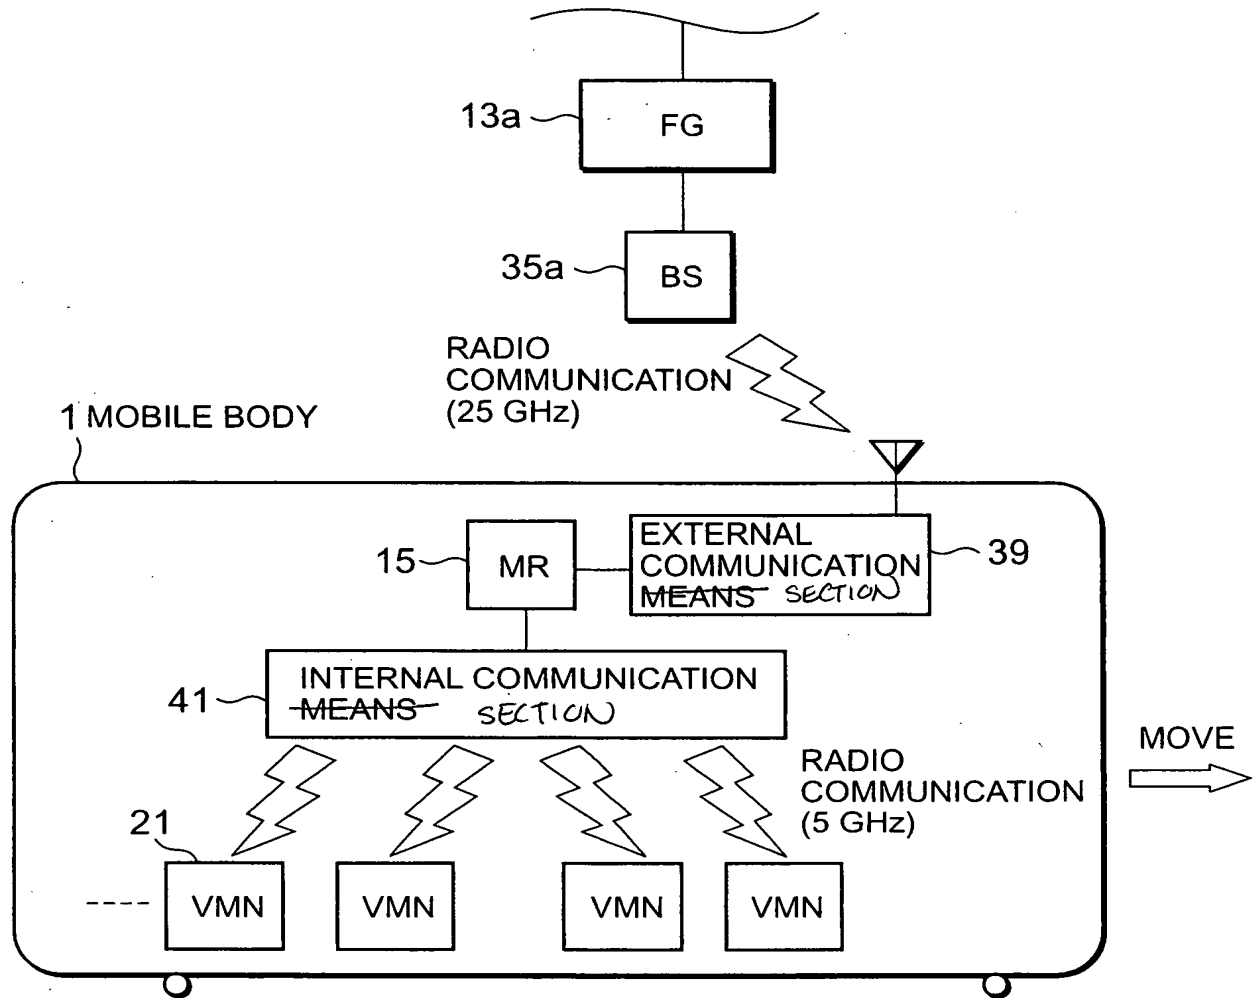 13a
FG
35a
BS
RADIO
COMMUNICATION
(25 GHz)
1 MOBILE BODY
15
MR
EXTERNAL
COMMUNICATION
MEANS SECTION
39
41
INTERNAL COMMUNICATION
MEANS SECTION
RADIO
COMMUNICATION
(5 GHz)
MOVE
21
VMN
VMN
VMN
VMN